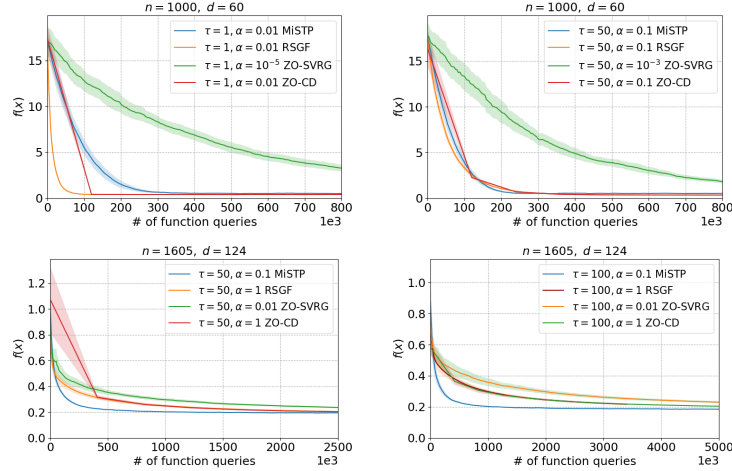 n = 1000, d = 60
τ = 1, α = 0.01 MiSTP
τ = 1, α = 0.01 RSGF
τ = 1, α = 10⁻⁵ ZO-SVRG
τ = 1, α = 0.01 ZO-CD
f(x)
15
10
5
0
0 100 200 300 400 500 600 700 800
# of function queries
1e3
n = 1000, d = 60
τ = 50, α = 0.1 MiSTP
τ = 50, α = 0.1 RSGF
τ = 50, α = 10⁻³ ZO-SVRG
τ = 50, α = 0.1 ZO-CD
f(x)
15
10
5
0
0 100 200 300 400 500 600 700 800
# of function queries
1e3
n = 1605, d = 124
τ = 50, α = 0.1 MiSTP
τ = 50, α = 1 RSGF
τ = 50, α = 0.01 ZO-SVRG
τ = 50, α = 1 ZO-CD
f(x)
1.2
1.0
0.8
0.6
0.4
0.2
0.0
0 500 1000 1500 2000 2500
# of function queries
1e3
n = 1605, d = 124
τ = 100, α = 0.1 MiSTP
τ = 100, α = 1 RSGF
τ = 100, α = 0.01 ZO-SVRG
τ = 100, α = 1 ZO-CD
f(x)
1.0
0.8
0.6
0.4
0.2
0.0
0 1000 2000 3000 4000 5000
# of function queries
1e3